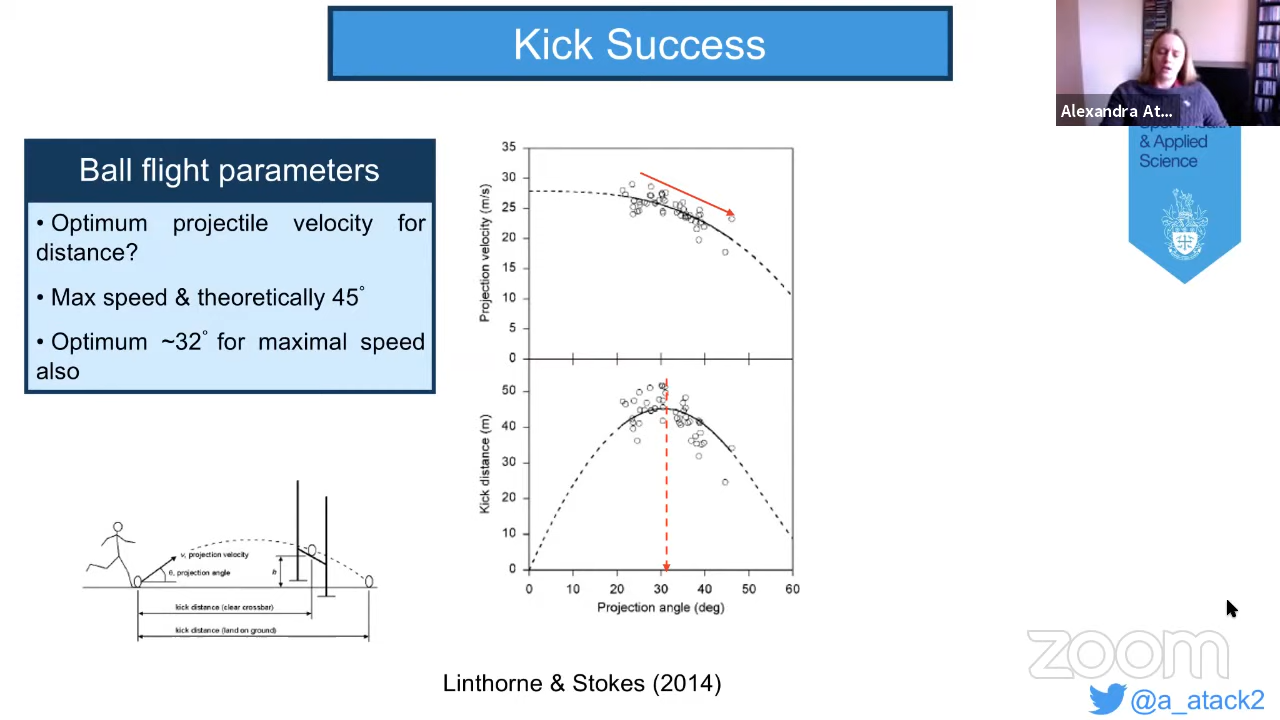 Kick Success
Alexandra At...
Sport, Health
& Applied
Science
Ball flight parameters
• Optimum projectile velocity for
distance?
• Max speed & theoretically 45°
• Optimum ~32° for maximal speed
also
35
30
25
20
15
10
5
0
Projection velocity (m/s)
50
40
30
20
10
0
Kick distance (m)
0 10 20 30 40 50 60
Projection angle (deg)
v, projection velocity
θ, projection angle
h
kick distance (clear crossbar)
kick distance (land on ground)
Linthorne & Stokes (2014)
zoom
@a_atack2